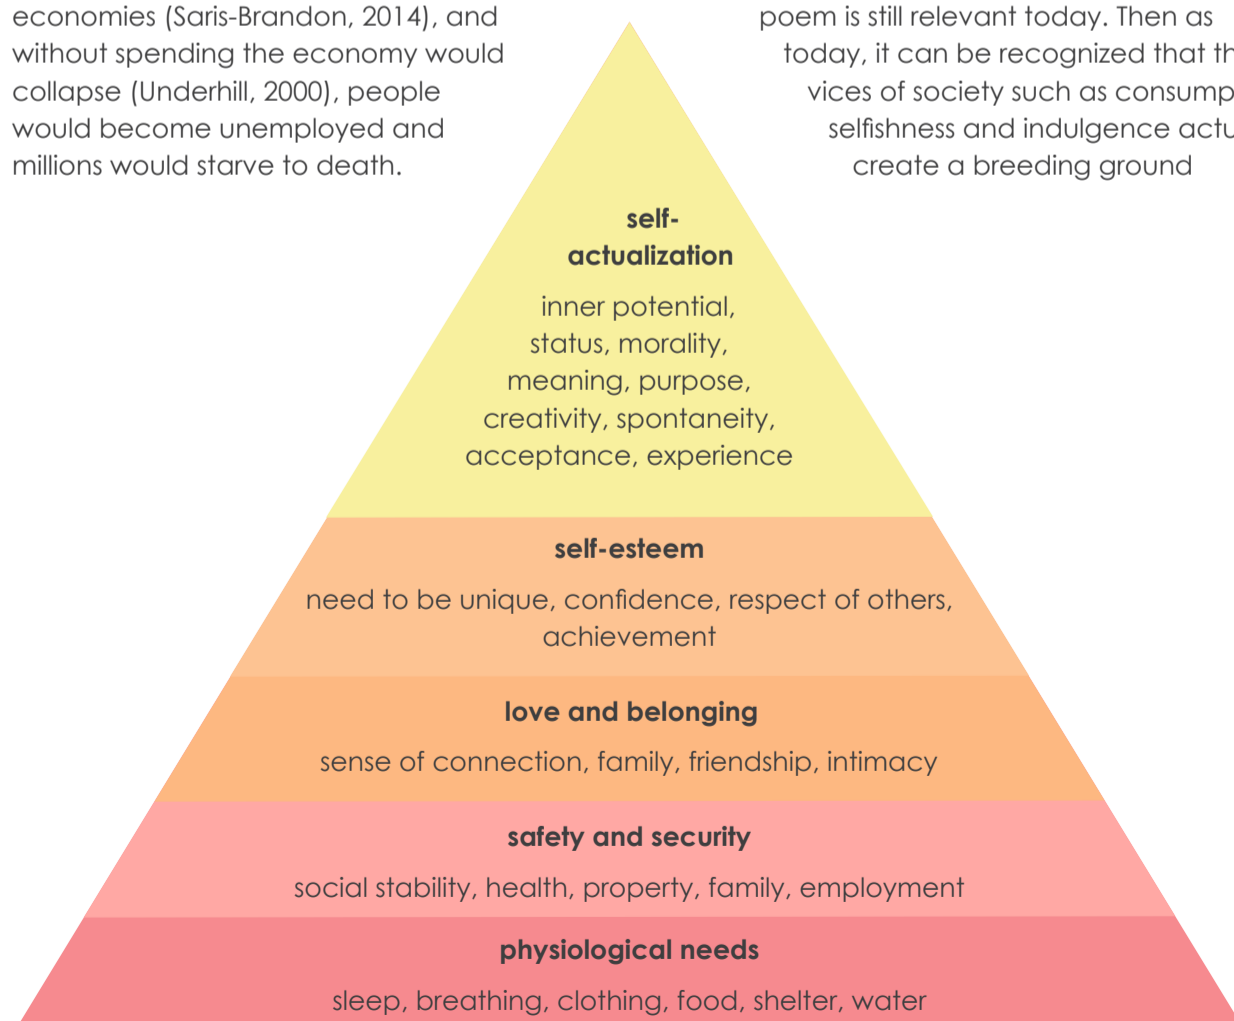 economies (Saris-Brandon, 2014), and
without spending the economy would
collapse (Underhill, 2000), people
would become unemployed and
millions would starve to death.
poem is still relevant today. Then as
today, it can be recognized that
vices of society such as
selfishness and indulgence
create a breeding ground
self-
actualization
inner potential,
status, morality,
meaning, purpose,
creativity, spontaneity,
acceptance, experience
self-esteem
need to be unique, confidence, respect of others,
achievement
love and belonging
sense of connection, family, friendship, intimacy
safety and security
social stability, health, property, family, employment
physiological needs
sleep, breathing, clothing, food, shelter, water